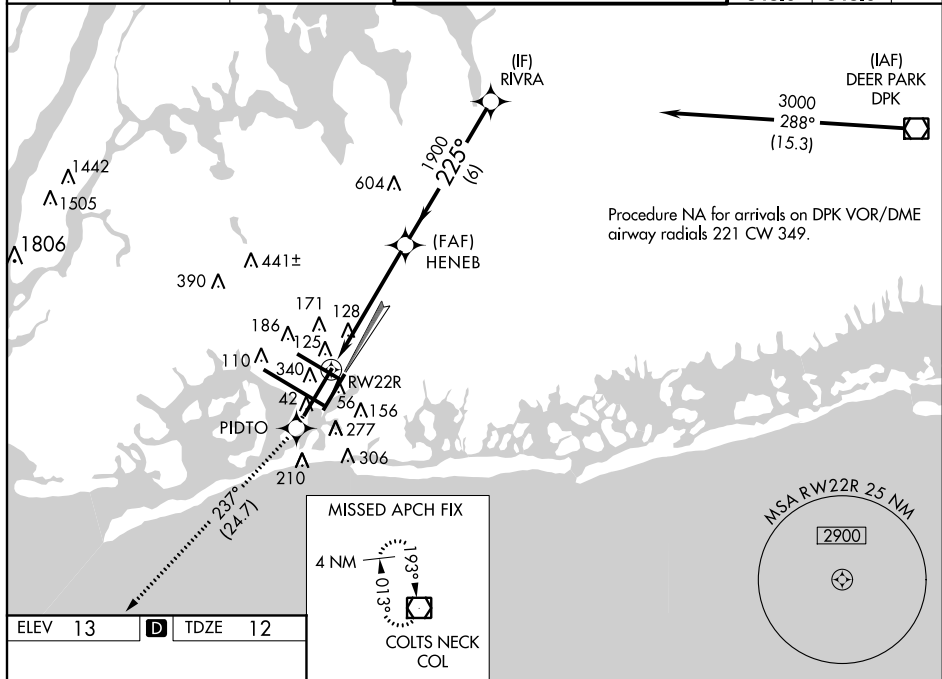 (IF)
RIVRA
(IAF)
DEER PARK
DPK
3000
288°
(15.3)
1900
225°
(6)
1442
1505
604
1806
Procedure NA for arrivals on DPK VOR/DME
airway radials 221 CW 349.
(FAF)
HENEB
441±
390
171
128
186
125
110
340
RW22R
42
56
156
PIDTO
277
306
210
237°
(24.7)
MISSED APCH FIX
4 NM
193°
013°
COLTS NECK
COL
MSA RW22R 25 NM
2900
ELEV 13
D
TDZE 12